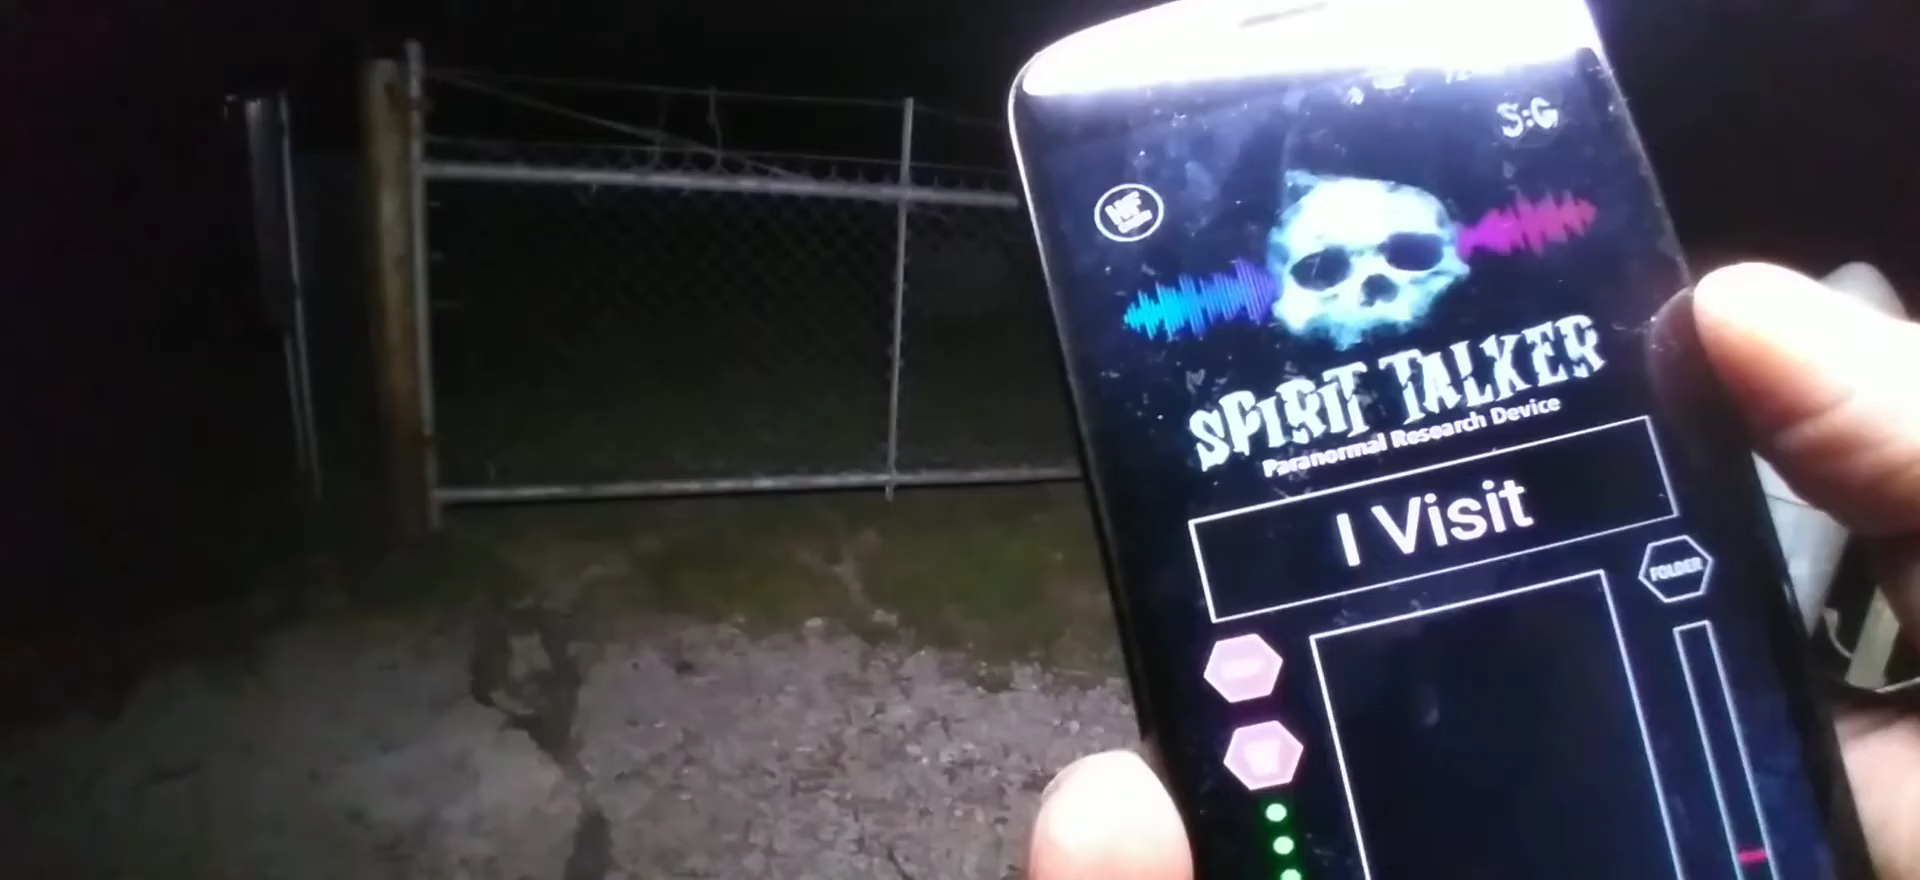 S:G
SPIRIT TALKER
Paranormal Research Device
I Visit
FOLDER